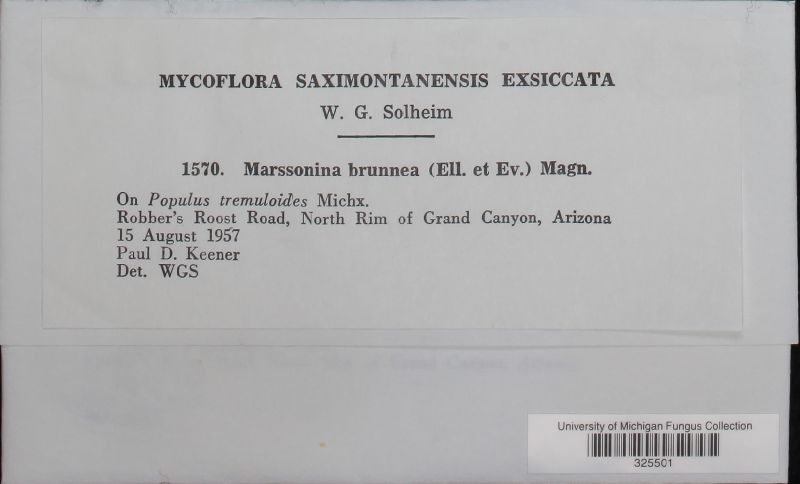 MYCOFLORA SAXIMONTANENSIS EXSICCATA
W. G. Solheim
1570. Marssonina brunnea (Ell. et Ev.) Magn.
On Populus tremuloides Michx.
Robber's Roost Road, North Rim of Grand Canyon, Arizona
15 August 1957
Paul D. Keener
Det. WGS
University of Michigan Fungus Collection
325501